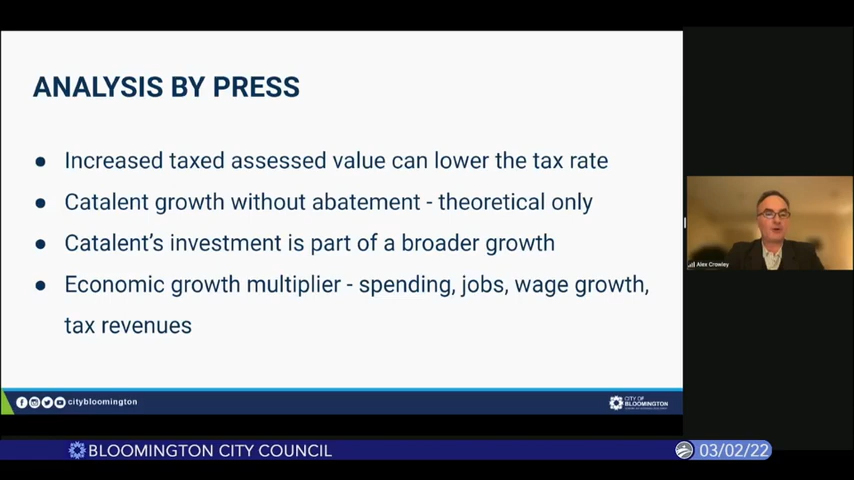 ANALYSIS BY PRESS
● Increased taxed assessed value can lower the tax rate
● Catalent growth without abatement - theoretical only
● Catalent's investment is part of a broader growth
● Economic growth multiplier - spending, jobs, wage growth,
tax revenues
Alex Crowley
citybloomington
CITY OF
BLOOMINGTON
BLOOMINGTON CITY COUNCIL
03/02/22